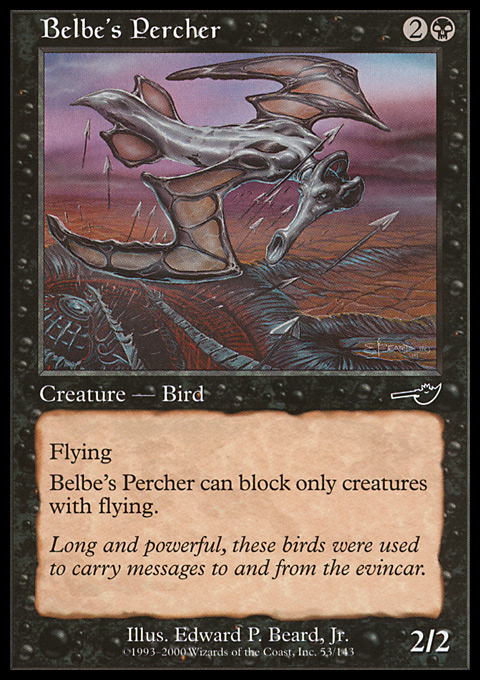 Belbe's Percher 2
Creature — Bird
Flying
Belbe's Percher can block only creatures
with flying.
Long and powerful, these birds were used
to carry messages to and from the evincar.
Illus. Edward P. Beard, Jr.
2/2
©1993–2000 Wizards of the Coast, Inc. 53/143